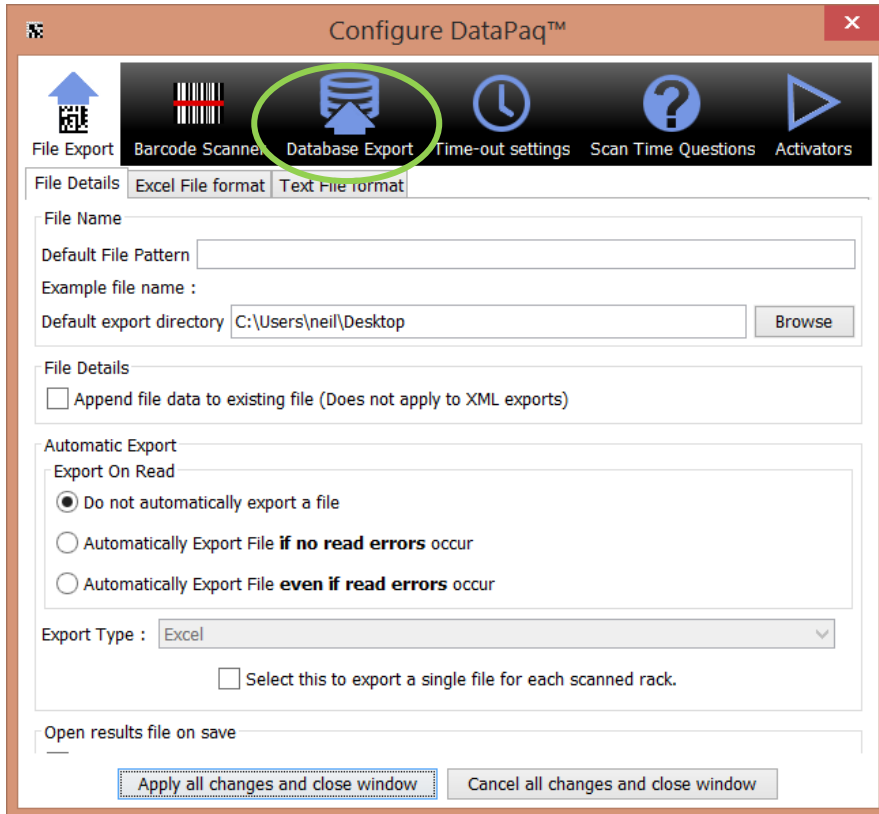 Configure DataPaq™
x
File Export Barcode Scanner Database Export Time-out settings Scan Time Questions Activators
File Details Excel File format Text File format
File Name
Default File Pattern
Example file name :
Default export directory C:\Users\neil\Desktop Browse
File Details
Append file data to existing file (Does not apply to XML exports)
Automatic Export
Export On Read
Do not automatically export a file
Automatically Export File if no read errors occur
Automatically Export File even if read errors occur
Export Type : Excel
Select this to export a single file for each scanned rack.
Open results file on save
Apply all changes and close window Cancel all changes and close window